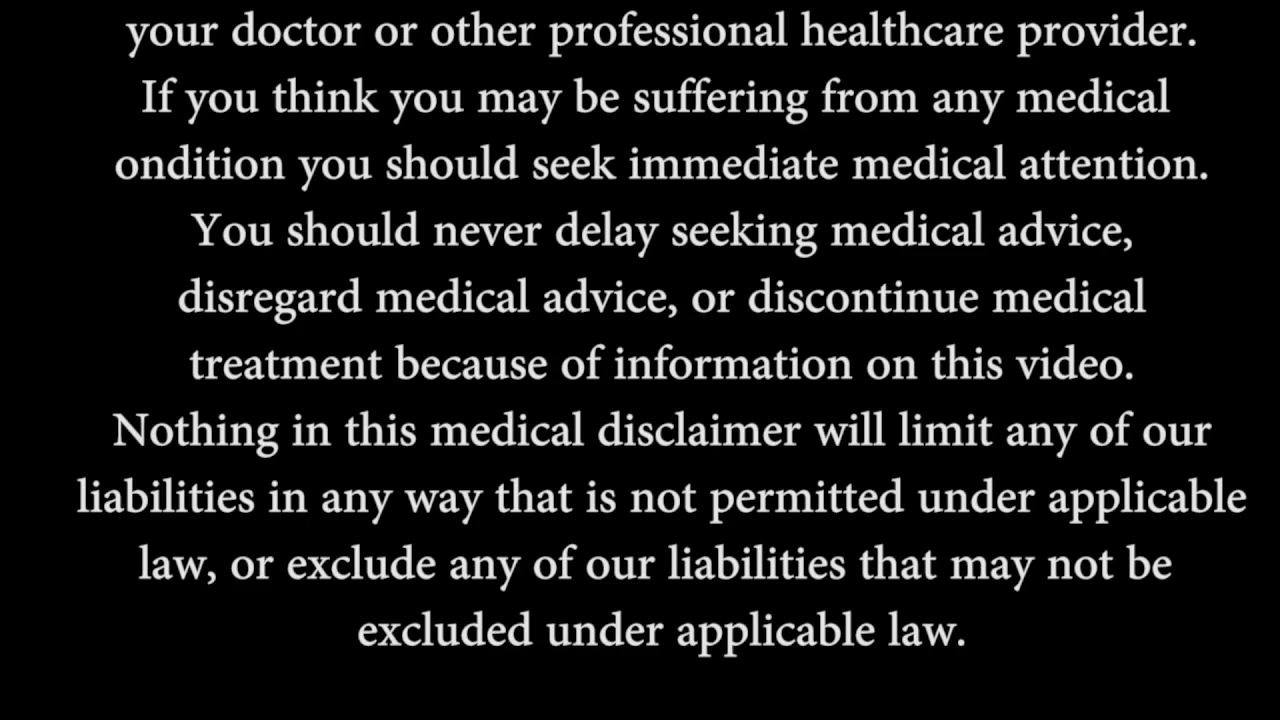 your doctor or other professional healthcare provider.
If you think you may be suffering from any medical
ondition you should seek immediate medical attention.
You should never delay seeking medical advice,
disregard medical advice, or discontinue medical
treatment because of information on this video.
Nothing in this medical disclaimer will limit any of our
liabilities in any way that is not permitted under applicable
law, or exclude any of our liabilities that may not be
excluded under applicable law.